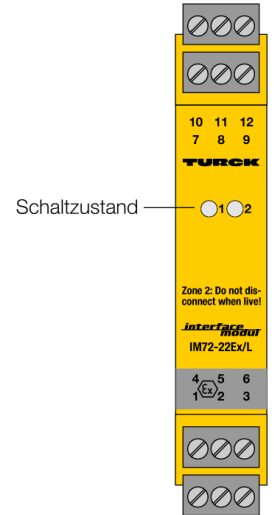 10 11 12
7 8 9
TURCK
Schaltzustand
1 2
Zone 2: Do not dis-
connect when live!
interface
modul
IM72-22Ex/L
4 5 6
Ex
1 2 3